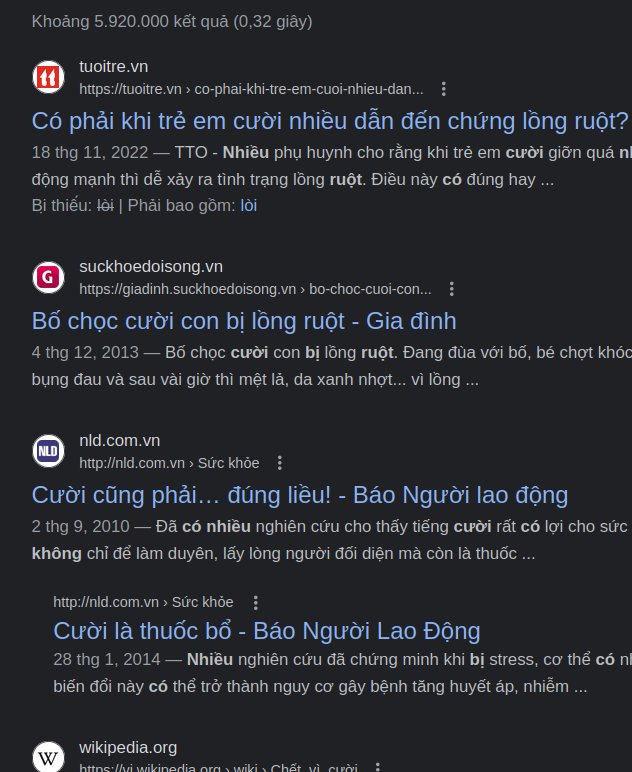 Khoảng 5.920.000 kết quả (0,32 giây)
tuoitre.vn
https://tuoitre.vn › co-phai-khi-tre-em-cuoi-nhieu-dan...
Có phải khi trẻ em cười nhiều dẫn đến chứng lồng ruột?
18 thg 11, 2022 — TTO - Nhiều phụ huynh cho rằng khi trẻ em cười giỡn quá
động mạnh thì dễ xảy ra tình trạng lồng ruột. Điều này có đúng hay ...
Bị thiếu: lòi | Phải bao gồm: lòi
G
suckhoedoisong.vn
https://giadinh.suckhoedoisong.vn › bo-choc-cuoi-con...
Bố chọc cười con bị lồng ruột - Gia đình
4 thg 12, 2013 — Bố chọc cười con bị lồng ruột. Đang đùa với bố, bé chợt khóc
bụng đau và sau vài giờ thì mệt lả, da xanh nhợt... vì lồng ...
NLD
nld.com.vn
http://nld.com.vn › Sức khỏe
Cười cũng phải… đúng liều! - Báo Người lao động
2 thg 9, 2010 — Đã có nhiều nghiên cứu cho thấy tiếng cười rất có lợi cho sức
không chỉ để làm duyên, lấy lòng người đối diện mà còn là thuốc ...
http://nld.com.vn › Sức khỏe
Cười là thuốc bổ - Báo Người Lao Động
28 thg 1, 2014 — Nhiều nghiên cứu đã chứng minh khi bị stress, cơ thể có
biến đổi này có thể trở thành nguy cơ gây bệnh tăng huyết áp, nhiễm ...
W
wikipedia.org
https://vi.wikipedia.org › wiki › Chết_vì_cười